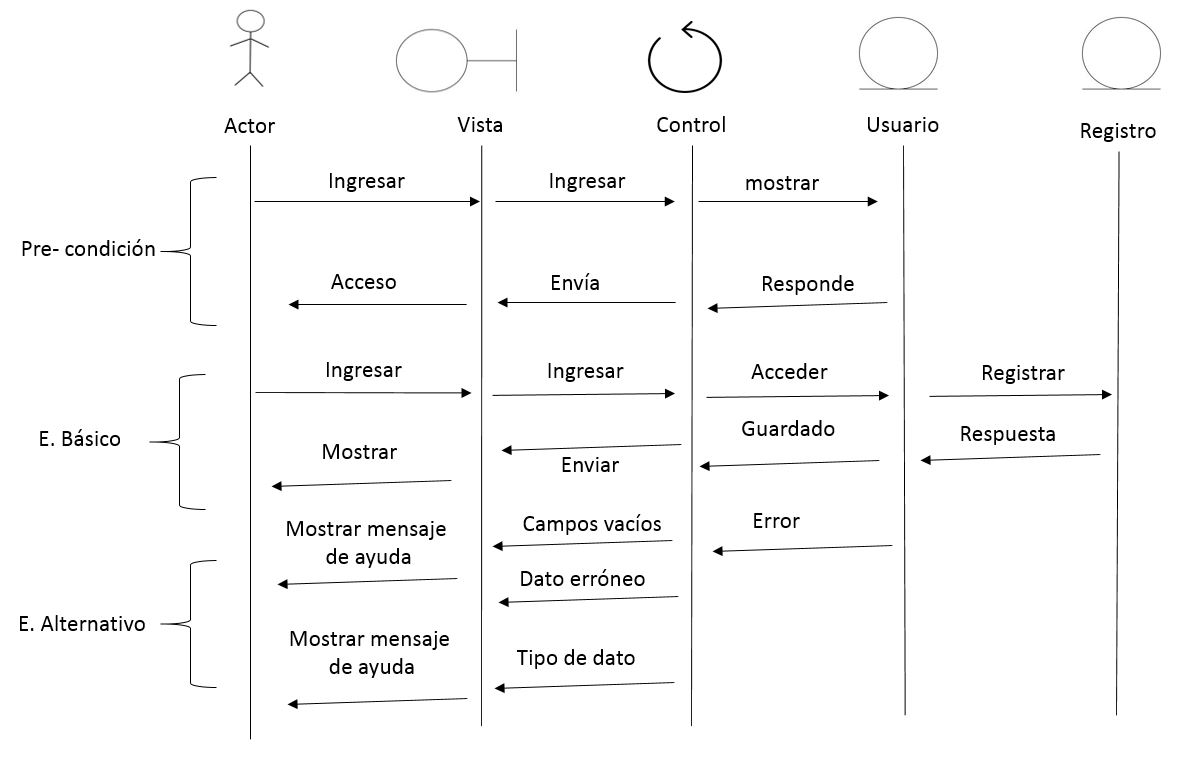 Actor
Vista
Control
Usuario
Registro
Ingresar
Ingresar
mostrar
Pre- condición
Acceso
Envía
Responde
Ingresar
Ingresar
Acceder
Registrar
E. Básico
Mostrar
Enviar
Guardado
Respuesta
Mostrar mensaje
de ayuda
Campos vacíos
Error
Dato erróneo
E. Alternativo
Mostrar mensaje
de ayuda
Tipo de dato